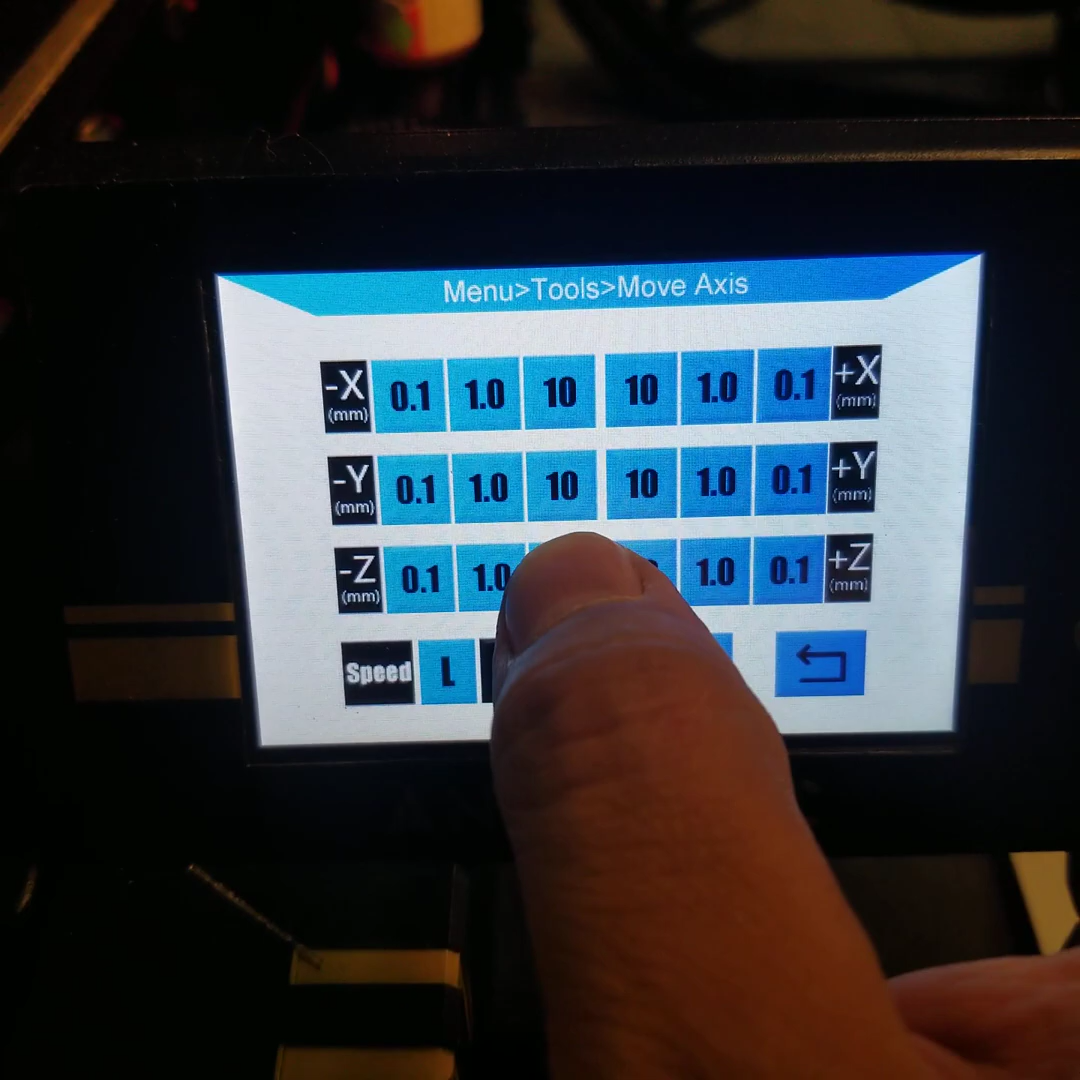 Menu>Tools>Move Axis
-X (mm) 0.1 1.0 10 10 1.0 0.1 +X (mm)
-Y (mm) 0.1 1.0 10 10 1.0 0.1 +Y (mm)
-Z (mm) 0.1 1.0 1.0 0.1 +Z (mm)
Speed L